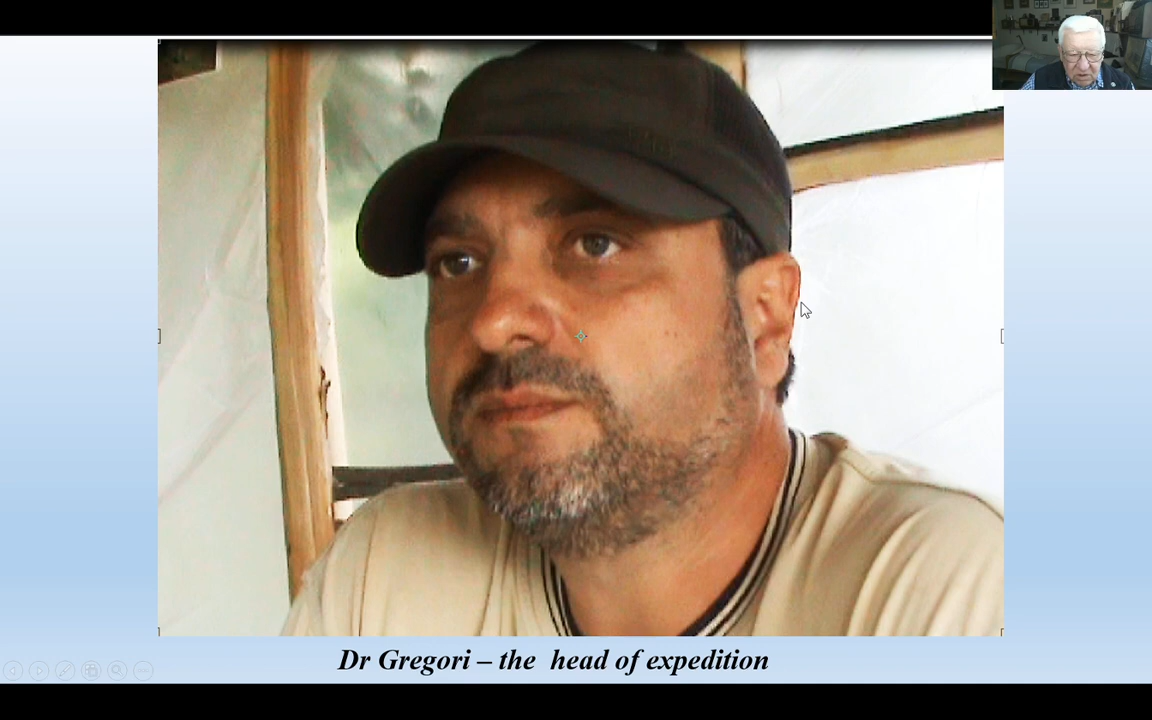 Dr Gregori – the head of expedition